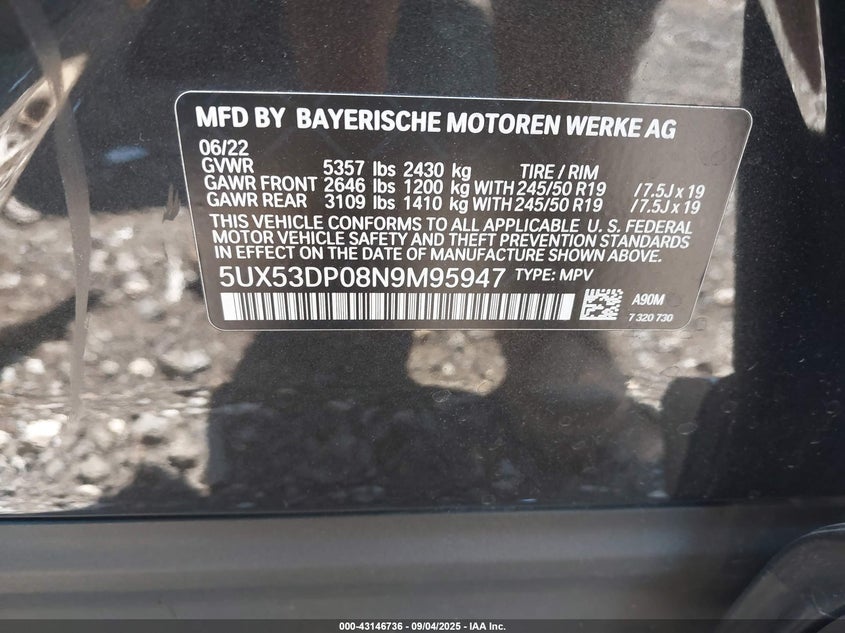 MFD BY BAYERISCHE MOTOREN WERKE AG
06/22
GVWR 5357 lbs 2430 kg TIRE / RIM
GAWR FRONT 2646 lbs 1200 kg WITH 245/50 R19 / 7.5J x 19
GAWR REAR 3109 lbs 1410 kg WITH 245/50 R19 / 7.5J x 19
THIS VEHICLE CONFORMS TO ALL APPLICABLE U. S. FEDERAL
MOTOR VEHICLE SAFETY AND THEFT PREVENTION STANDARDS
IN EFFECT ON THE DATE OF MANUFACTURE SHOWN ABOVE.
5UX53DP08N9M95947 TYPE: MPV
A90M
7 320 730
000-43146736 - 09/04/2025 - IAA Inc.